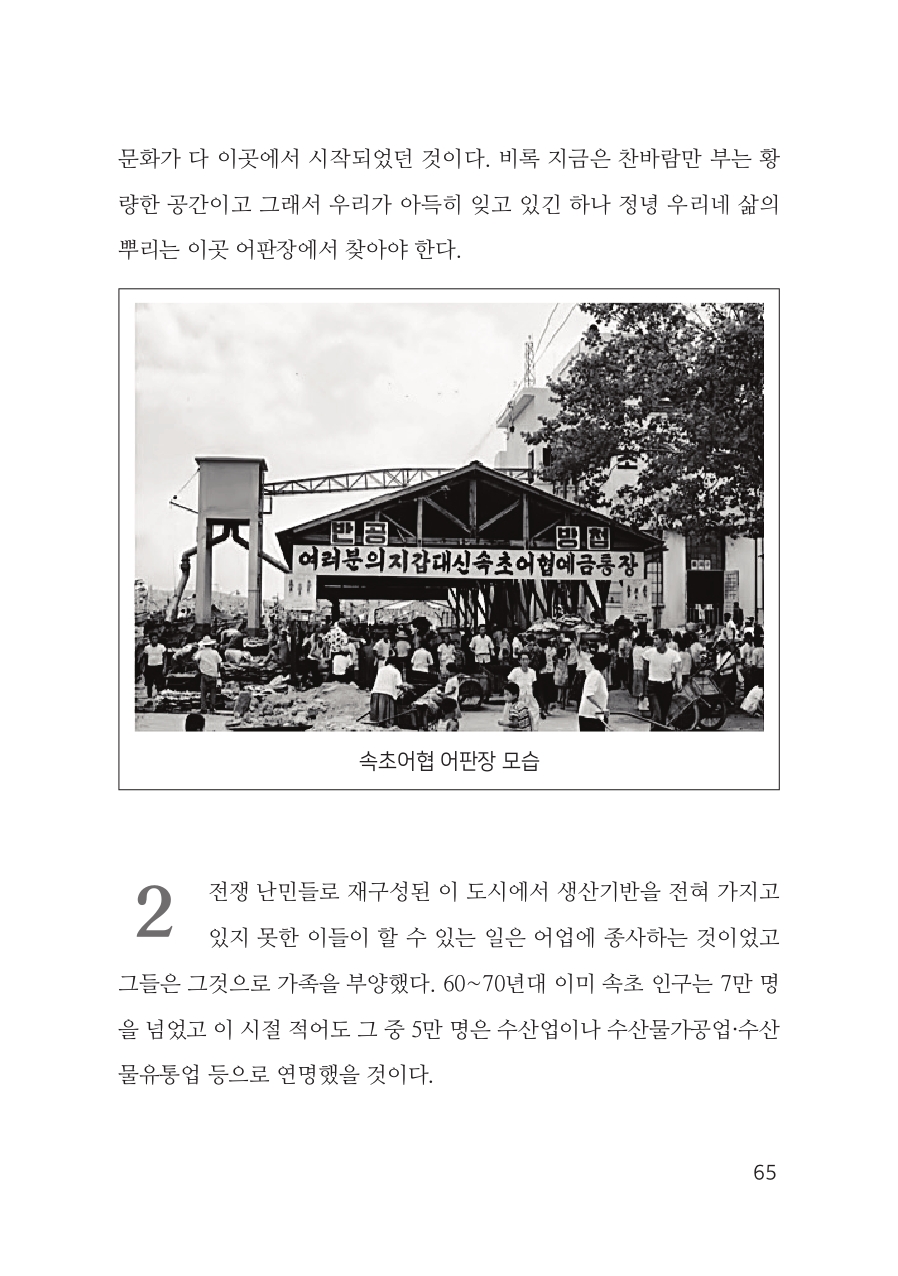 문화가 다 이곳에서 시작되었던 것이다. 비록 지금은 찬바람만 부는 황
량한 공간이고 그래서 우리가 아득히 잊고 있긴 하나 정녕 우리네 삶의
뿌리는 이곳 어판장에서 찾아야 한다.
반공 방첩
여러분의지갑대신속초어협예금통장
속초어협 어판장 모습
2
전쟁 난민들로 재구성된 이 도시에서 생산기반을 전혀 가지고
있지 못한 이들이 할 수 있는 일은 어업에 종사하는 것이었고
그들은 그것으로 가족을 부양했다. 60~70년대 이미 속초 인구는 7만 명
을 넘었고 이 시절 적어도 그 중 5만 명은 수산업이나 수산물가공업·수산
물유통업 등으로 연명했을 것이다.
65